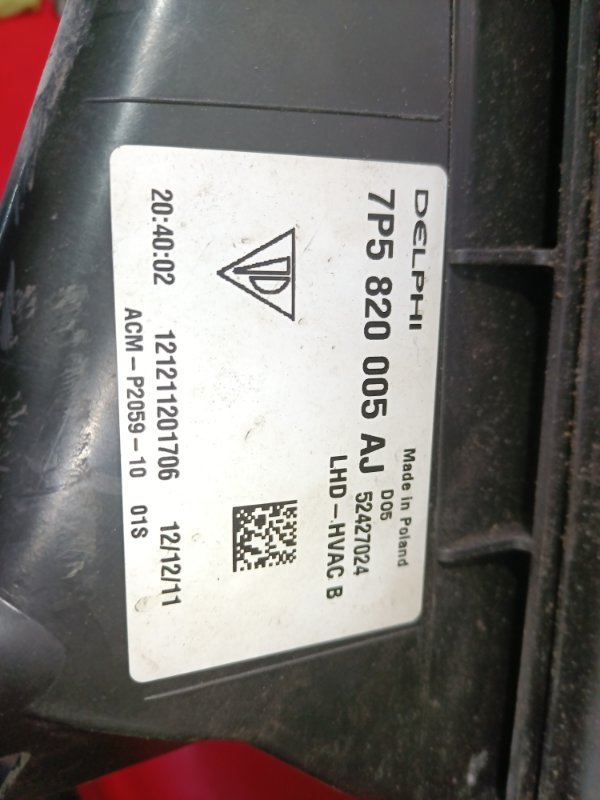 DELPHI
Made in Poland
7P5 820 005 AJ
D05
52427024
LHD-HVAC B
20:40:02 121211201706 12/12/11
ACM-P2059-10 01S